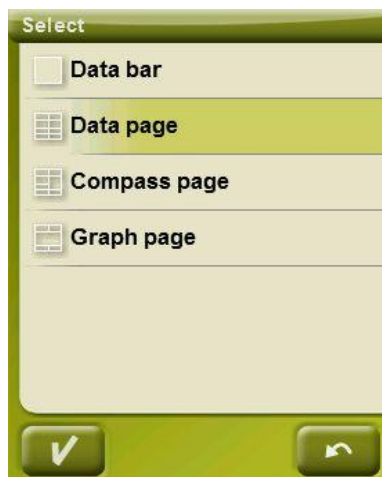 Select
Data bar
Data page
Compass page
Graph page